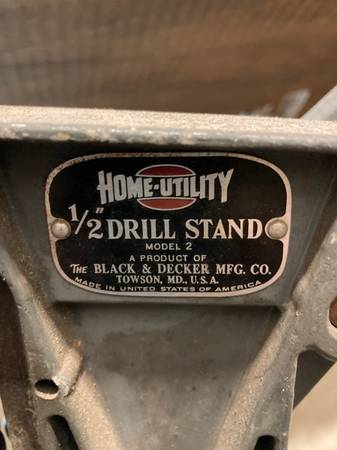 HOME-UTILITY
1/2" DRILL STAND
MODEL 2
A PRODUCT OF
THE BLACK & DECKER MFG. CO.
TOWSON, MD., U.S.A.
MADE IN UNITED STATES OF AMERICA